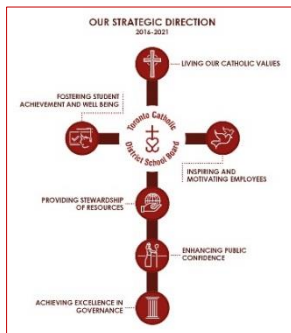 OUR STRATEGIC DIRECTION
2016-2021
LIVING OUR CATHOLIC VALUES
FOSTERING STUDENT
ACHIEVEMENT AND WELL BEING
Toronto Catholic
District School Board
INSPIRING AND
MOTIVATING EMPLOYEES
PROVIDING STEWARDSHIP
OF RESOURCES
ENHANCING PUBLIC
CONFIDENCE
ACHIEVING EXCELLENCE IN
GOVERNANCE